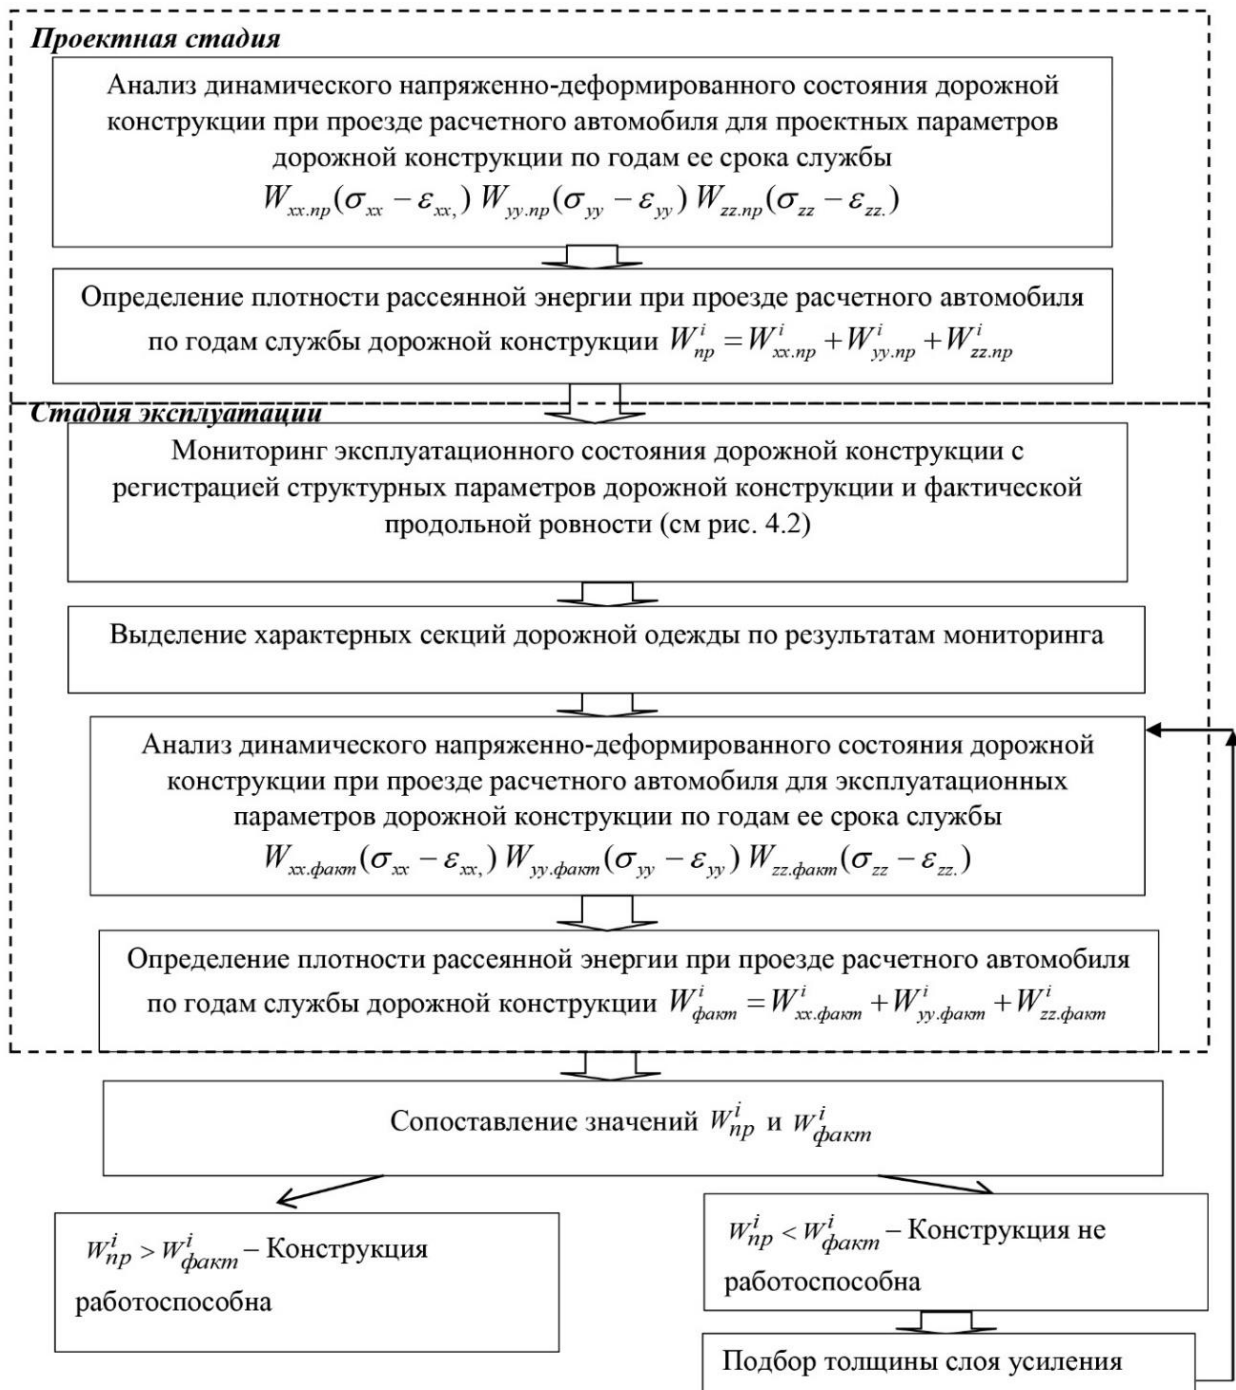 Проектная стадия
Анализ динамического напряженно-деформированного состояния дорожной
конструкции при проезде расчетного автомобиля для проектных параметров
дорожной конструкции по годам ее срока службы
W_{xx.пр}(σ_{xx} − ε_{xx,}) W_{yy.пр}(σ_{yy} − ε_{yy}) W_{zz.пр}(σ_{zz} − ε_{zz.})
Определение плотности рассеянной энергии при проезде расчетного автомобиля
по годам службы дорожной конструкции W^i_{пр} = W^i_{xx.пр} + W^i_{yy.пр} + W^i_{zz.пр}
Стадия эксплуатации
Мониторинг эксплуатационного состояния дорожной конструкции с
регистрацией структурных параметров дорожной конструкции и фактической
продольной ровности (см рис. 4.2)
Выделение характерных секций дорожной одежды по результатам мониторинга
Анализ динамического напряженно-деформированного состояния дорожной
конструкции при проезде расчетного автомобиля для эксплуатационных
параметров дорожной конструкции по годам ее срока службы
W_{xx.факт}(σ_{xx} − ε_{xx,}) W_{yy.факт}(σ_{yy} − ε_{yy}) W_{zz.факт}(σ_{zz} − ε_{zz.})
Определение плотности рассеянной энергии при проезде расчетного автомобиля
по годам службы дорожной конструкции W^i_{факт} = W^i_{xx.факт} + W^i_{yy.факт} + W^i_{zz.факт}
Сопоставление значений W^i_{пр} и W^i_{факт}
W^i_{пр} > W^i_{факт} – Конструкция
работоспособна
W^i_{пр} < W^i_{факт} – Конструкция не
работоспособна
Подбор толщины слоя усиления